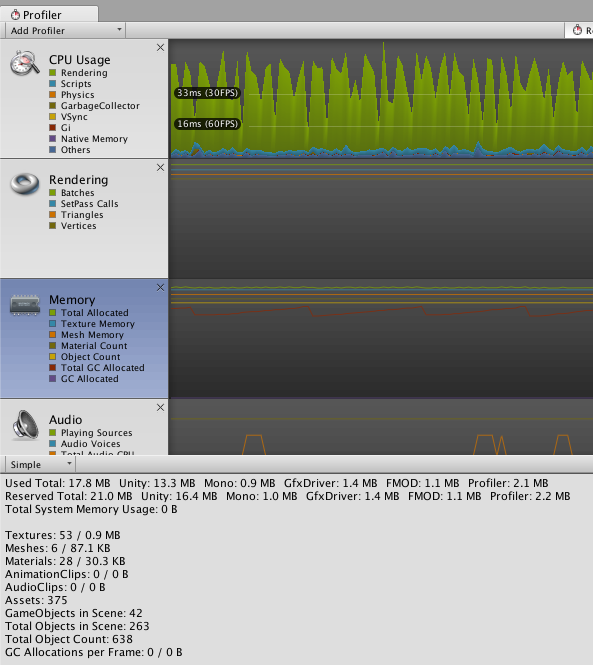 Profiler
Add Profiler
R
CPU Usage
Rendering
Scripts
Physics
GarbageCollector
VSync
Gi
Native Memory
Others
33ms (30FPS)
16ms (60FPS)
Rendering
Batches
SetPass Calls
Triangles
Vertices
Memory
Total Allocated
Texture Memory
Mesh Memory
Material Count
Object Count
Total GC Allocated
GC Allocated
Audio
Playing Sources
Audio Voices
Total Audio CPU
Simple
Used Total: 17.8 MB Unity: 13.3 MB Mono: 0.9 MB GfxDriver: 1.4 MB FMOD: 1.1 MB Profiler: 2.1 MB
Reserved Total: 21.0 MB Unity: 16.4 MB Mono: 1.0 MB GfxDriver: 1.4 MB FMOD: 1.1 MB Profiler: 2.2 MB
Total System Memory Usage: 0 B
Textures: 53 / 0.9 MB
Meshes: 6 / 87.1 KB
Materials: 28 / 30.3 KB
AnimationClips: 0 / 0 B
AudioClips: 0 / 0 B
Assets: 375
GameObjects in Scene: 42
Total Objects in Scene: 263
Total Object Count: 638
GC Allocations per Frame: 0 / 0 B